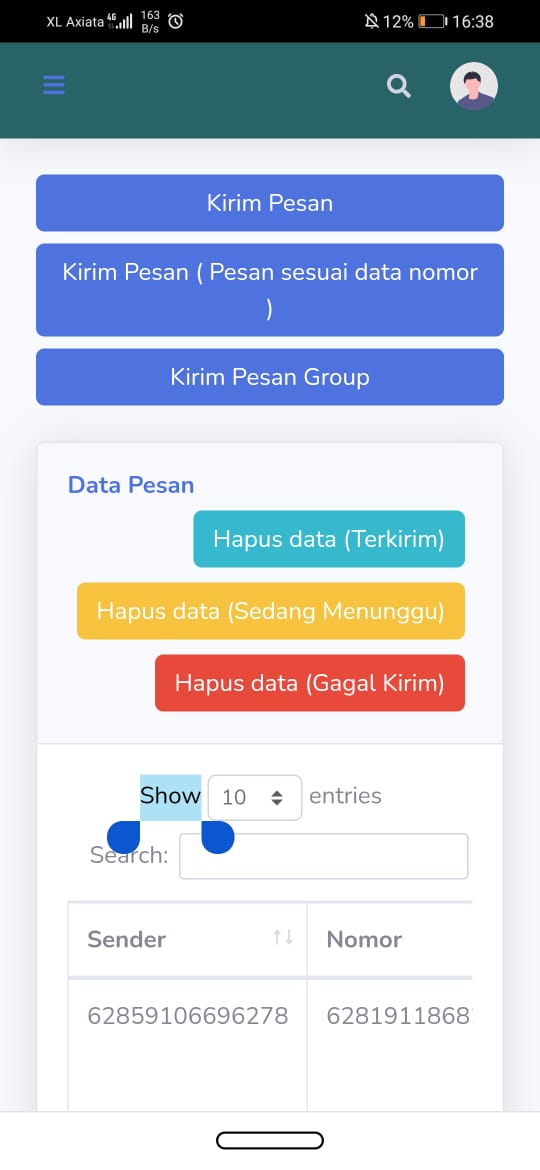 XL Axiata 4G 163 B/s 12% 16:38
Kirim Pesan
Kirim Pesan ( Pesan sesuai data nomor
)
Kirim Pesan Group
Data Pesan
Hapus data (Terkirim)
Hapus data (Sedang Menunggu)
Hapus data (Gagal Kirim)
Show 10 entries
Search:
Sender Nomor
62859106696278 6281911868